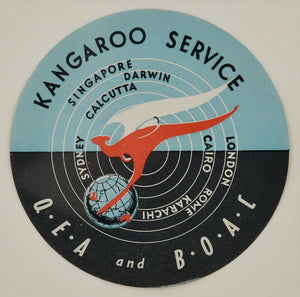 KANGAROO SERVICE
SINGAPORE
DARWIN
CALCUTTA
SYDNEY
LONDON
CAIRO
ROME
KARACHI
Q·E·A and B·O·A·C